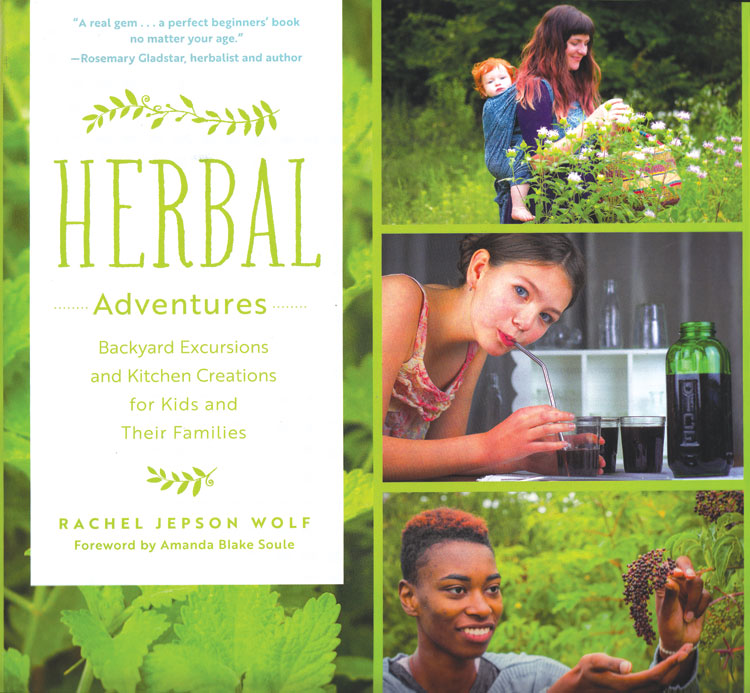 "A real gem . . . a perfect beginners' book
no matter your age."
—Rosemary Gladstar, herbalist and author
HERBAL
Adventures
Backyard Excursions
and Kitchen Creations
for Kids and
Their Families
RACHEL JEPSON WOLF
Foreword by Amanda Blake Soule